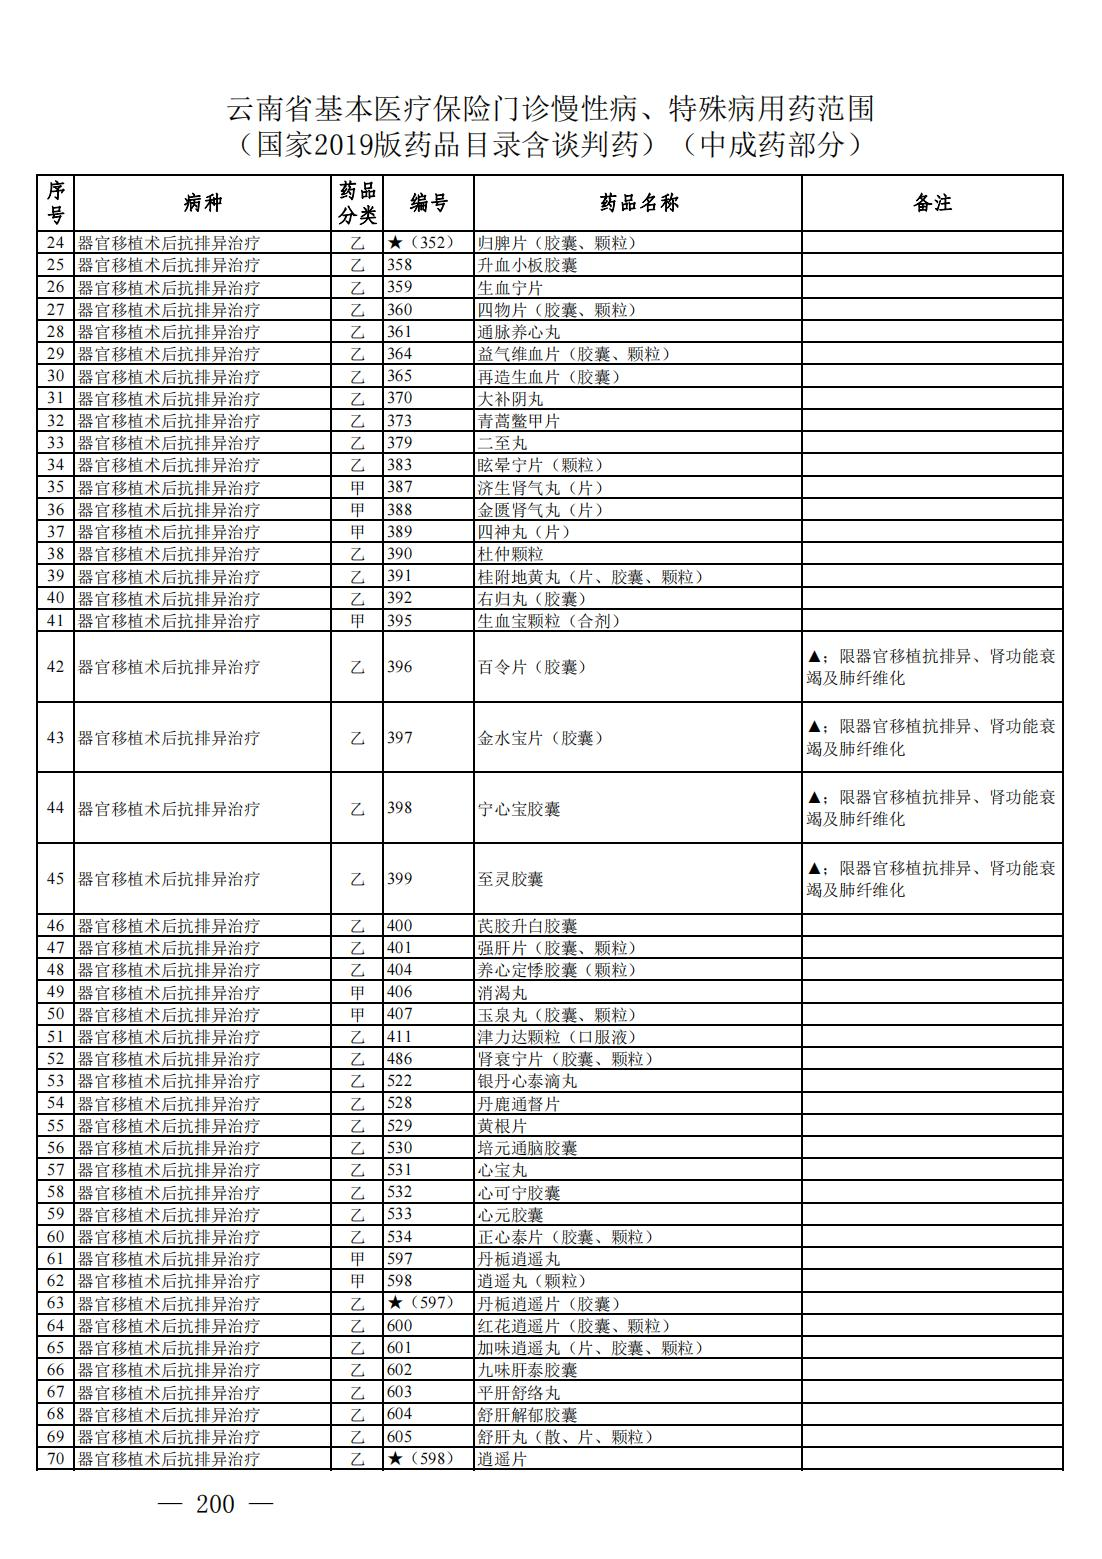 云南省基本医疗保险门诊慢性病、特殊病用药范围
（国家2019版药品目录含谈判药）（中成药部分）
序号 病种 药品分类 编号 药品名称 备注
24 器官移植术后抗排异治疗 乙 ★（352） 归脾片（胶囊、颗粒）
25 器官移植术后抗排异治疗 乙 358 升血小板胶囊
26 器官移植术后抗排异治疗 乙 359 生血宁片
27 器官移植术后抗排异治疗 乙 360 四物片（胶囊、颗粒）
28 器官移植术后抗排异治疗 乙 361 通脉养心丸
29 器官移植术后抗排异治疗 乙 364 益气维血片（胶囊、颗粒）
30 器官移植术后抗排异治疗 乙 365 再造生血片（胶囊）
31 器官移植术后抗排异治疗 乙 370 大补阴丸
32 器官移植术后抗排异治疗 乙 373 青蒿鳖甲片
33 器官移植术后抗排异治疗 乙 379 二至丸
34 器官移植术后抗排异治疗 乙 383 眩晕宁片（颗粒）
35 器官移植术后抗排异治疗 甲 387 济生肾气丸（片）
36 器官移植术后抗排异治疗 甲 388 金匮肾气丸（片）
37 器官移植术后抗排异治疗 甲 389 四神丸（片）
38 器官移植术后抗排异治疗 乙 390 杜仲颗粒
39 器官移植术后抗排异治疗 乙 391 桂附地黄丸（片、胶囊、颗粒）
40 器官移植术后抗排异治疗 乙 392 右归丸（胶囊）
41 器官移植术后抗排异治疗 甲 395 生血宝颗粒（合剂）
42 器官移植术后抗排异治疗 乙 396 百令片（胶囊） ▲；限器官移植抗排异、肾功能衰
竭及肺纤维化
43 器官移植术后抗排异治疗 乙 397 金水宝片（胶囊） ▲；限器官移植抗排异、肾功能衰
竭及肺纤维化
44 器官移植术后抗排异治疗 乙 398 宁心宝胶囊 ▲；限器官移植抗排异、肾功能衰
竭及肺纤维化
45 器官移植术后抗排异治疗 乙 399 至灵胶囊 ▲；限器官移植抗排异、肾功能衰
竭及肺纤维化
46 器官移植术后抗排异治疗 乙 400 芪胶升白胶囊
47 器官移植术后抗排异治疗 乙 401 强肝片（胶囊、颗粒）
48 器官移植术后抗排异治疗 乙 404 养心定悸胶囊（颗粒）
49 器官移植术后抗排异治疗 甲 406 消渴丸
50 器官移植术后抗排异治疗 甲 407 玉泉丸（胶囊、颗粒）
51 器官移植术后抗排异治疗 乙 411 津力达颗粒（口服液）
52 器官移植术后抗排异治疗 乙 486 肾衰宁片（胶囊、颗粒）
53 器官移植术后抗排异治疗 乙 522 银丹心泰滴丸
54 器官移植术后抗排异治疗 乙 528 丹鹿通督片
55 器官移植术后抗排异治疗 乙 529 黄根片
56 器官移植术后抗排异治疗 乙 530 培元通脑胶囊
57 器官移植术后抗排异治疗 乙 531 心宝丸
58 器官移植术后抗排异治疗 乙 532 心可宁胶囊
59 器官移植术后抗排异治疗 乙 533 心元胶囊
60 器官移植术后抗排异治疗 乙 534 正心泰片（胶囊、颗粒）
61 器官移植术后抗排异治疗 甲 597 丹栀逍遥丸
62 器官移植术后抗排异治疗 甲 598 逍遥丸（颗粒）
63 器官移植术后抗排异治疗 乙 ★（597） 丹栀逍遥片（胶囊）
64 器官移植术后抗排异治疗 乙 600 红花逍遥片（胶囊、颗粒）
65 器官移植术后抗排异治疗 乙 601 加味逍遥丸（片、胶囊、颗粒）
66 器官移植术后抗排异治疗 乙 602 九味肝泰胶囊
67 器官移植术后抗排异治疗 乙 603 平肝舒络丸
68 器官移植术后抗排异治疗 乙 604 舒肝解郁胶囊
69 器官移植术后抗排异治疗 乙 605 舒肝丸（散、片、颗粒）
70 器官移植术后抗排异治疗 乙 ★（598） 逍遥片
— 200 —